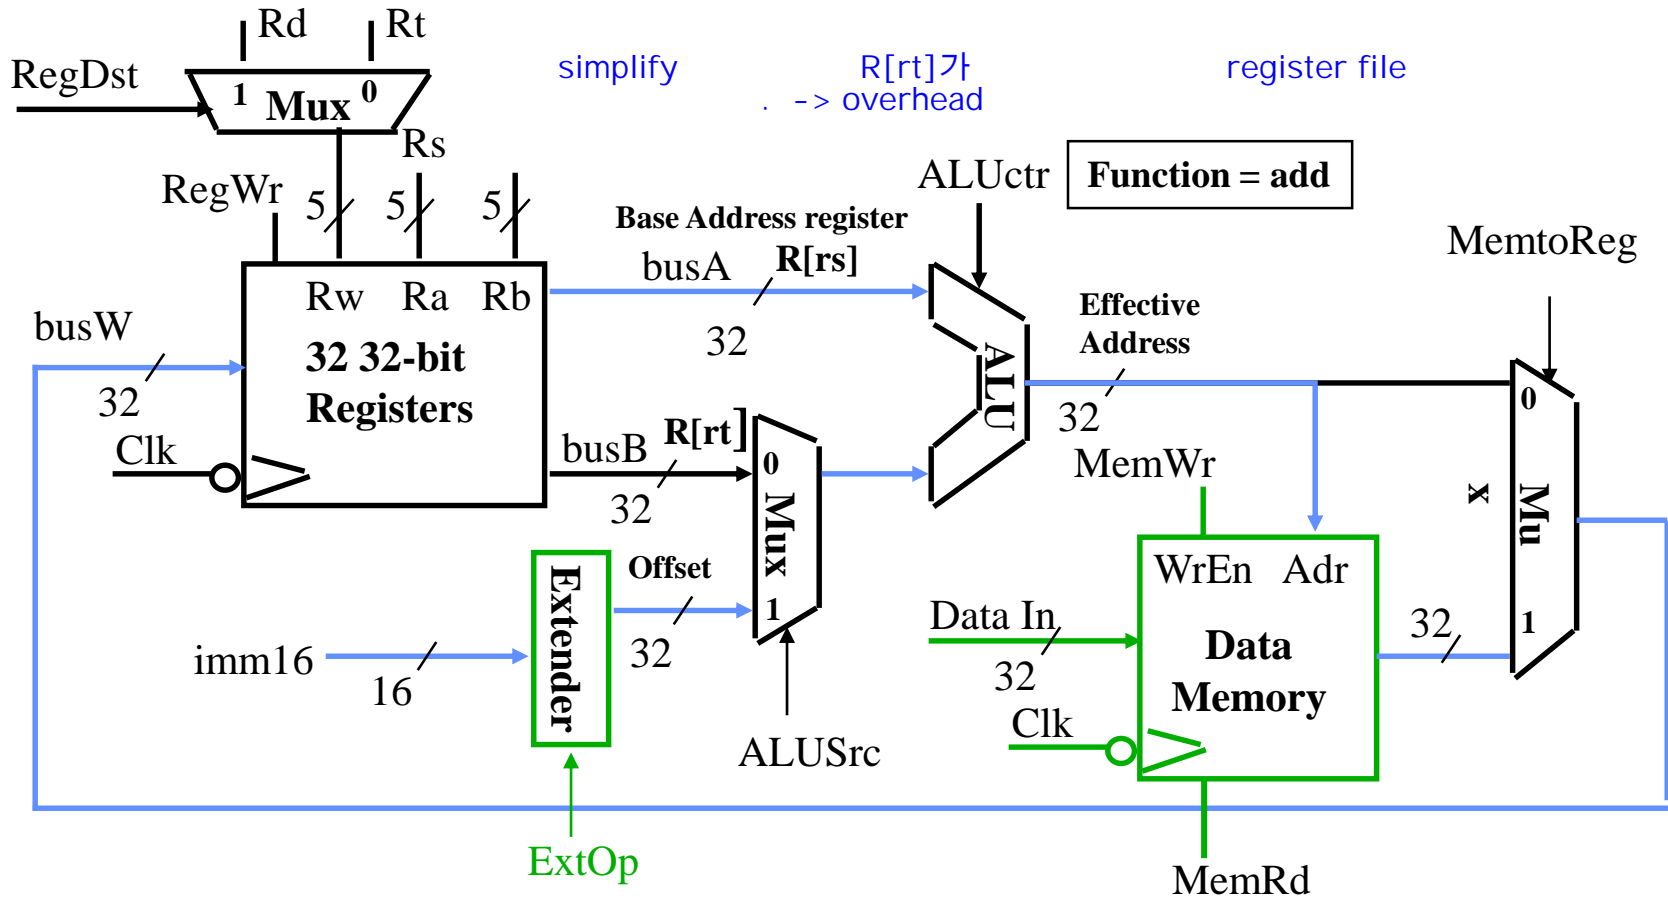 Rd
Rt
RegDst
1 Mux 0
simplify R[rt]가 register file
. -> overhead
Rs
RegWr
5
5
5
ALUctr
Function = add
Base Address register
busA
R[rs]
32
MemtoReg
Rw Ra Rb
32 32-bit
Registers
busW
32
Clk
Effective
Address
32
ALU
busB
R[rt]
32
0
Mux
1
MemWr
0
Mu
x
1
Offset
32
Extender
imm16
16
ALUSrc
ExtOp
WrEn Adr
Data In
32
Data
Memory
32
Clk
MemRd